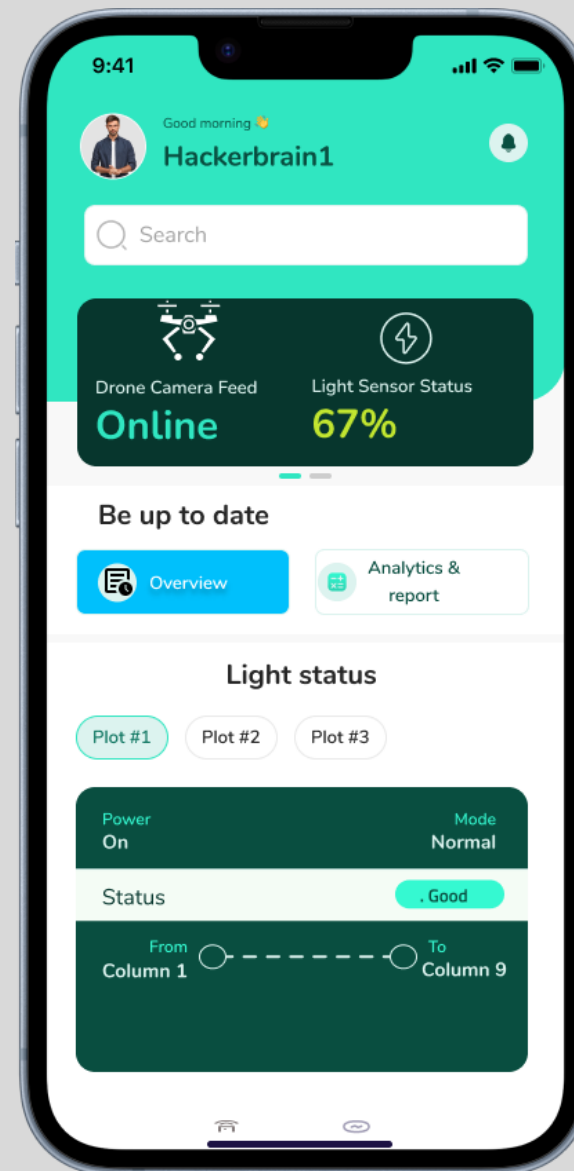 9:41
Good morning 👋
Hackerbrain1
Search
Drone Camera Feed
Online
Light Sensor Status
67%
Be up to date
Overview
Analytics &
report
Light status
Plot #1
Plot #2
Plot #3
Power
On
Mode
Normal
Status
. Good
From
Column 1
To
Column 9